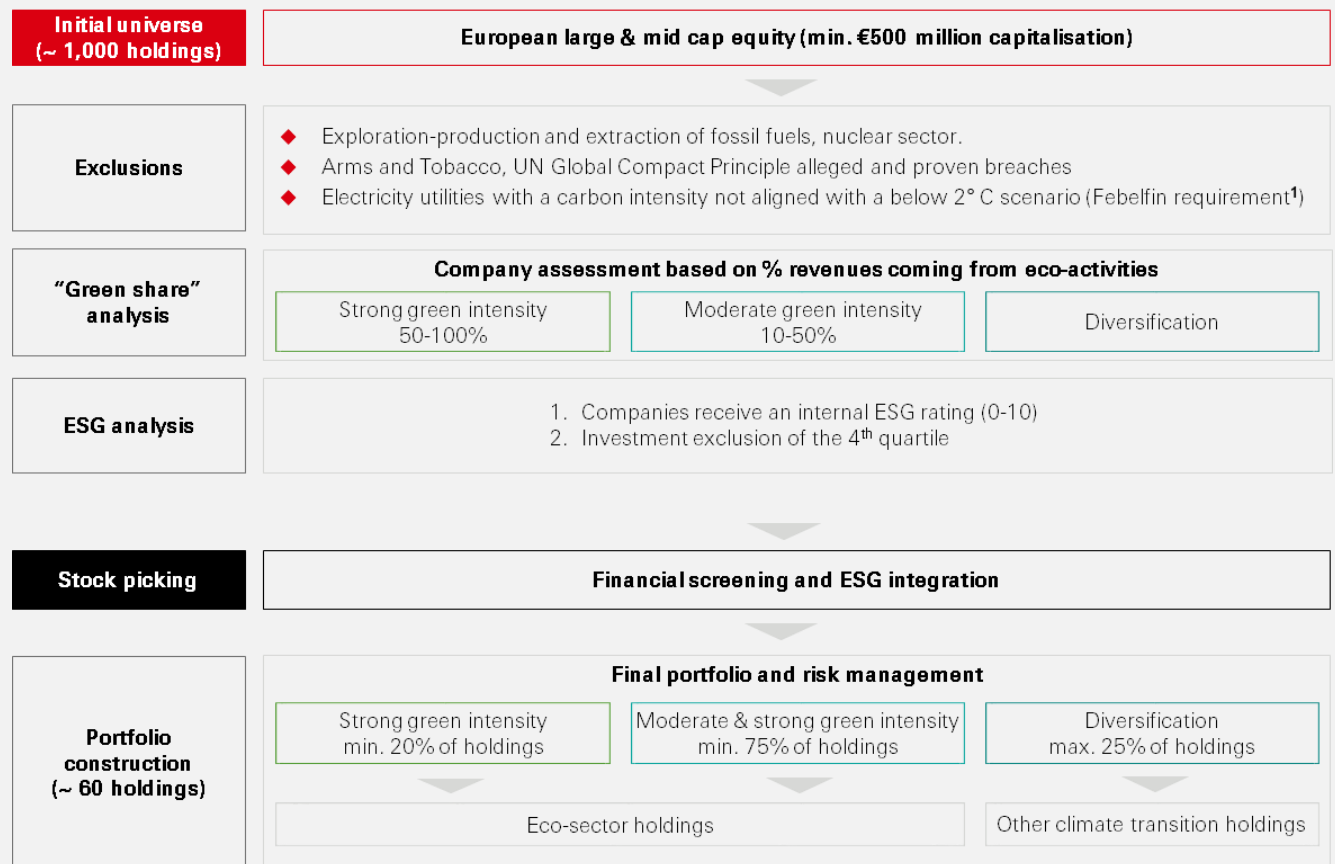 Initial universe
(~ 1,000 holdings)
European large & mid cap equity (min. €500 million capitalisation)
Exclusions
Exploration-production and extraction of fossil fuels, nuclear sector.
Arms and Tobacco, UN Global Compact Principle alleged and proven breaches
Electricity utilities with a carbon intensity not aligned with a below 2° C scenario (Febelfin requirement¹)
“Green share”
analysis
Company assessment based on % revenues coming from eco-activities
Strong green intensity
50-100%
Moderate green intensity
10-50%
Diversification
ESG analysis
1. Companies receive an internal ESG rating (0-10)
2. Investment exclusion of the 4th quartile
Stock picking
Financial screening and ESG integration
Portfolio
construction
(~ 60 holdings)
Final portfolio and risk management
Strong green intensity
min. 20% of holdings
Moderate & strong green intensity
min. 75% of holdings
Diversification
max. 25% of holdings
Eco-sector holdings
Other climate transition holdings